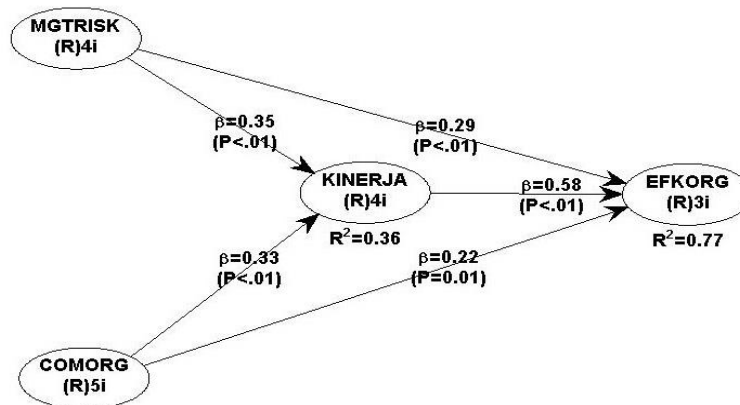 MGTRISK
(R)4i
β=0.35
(P<.01)
β=0.29
(P<.01)
KINERJA
(R)4i
R²=0.36
β=0.58
(P<.01)
EFKORG
(R)3i
R²=0.77
β=0.33
(P<.01)
β=0.22
(P=0.01)
COMORG
(R)5i